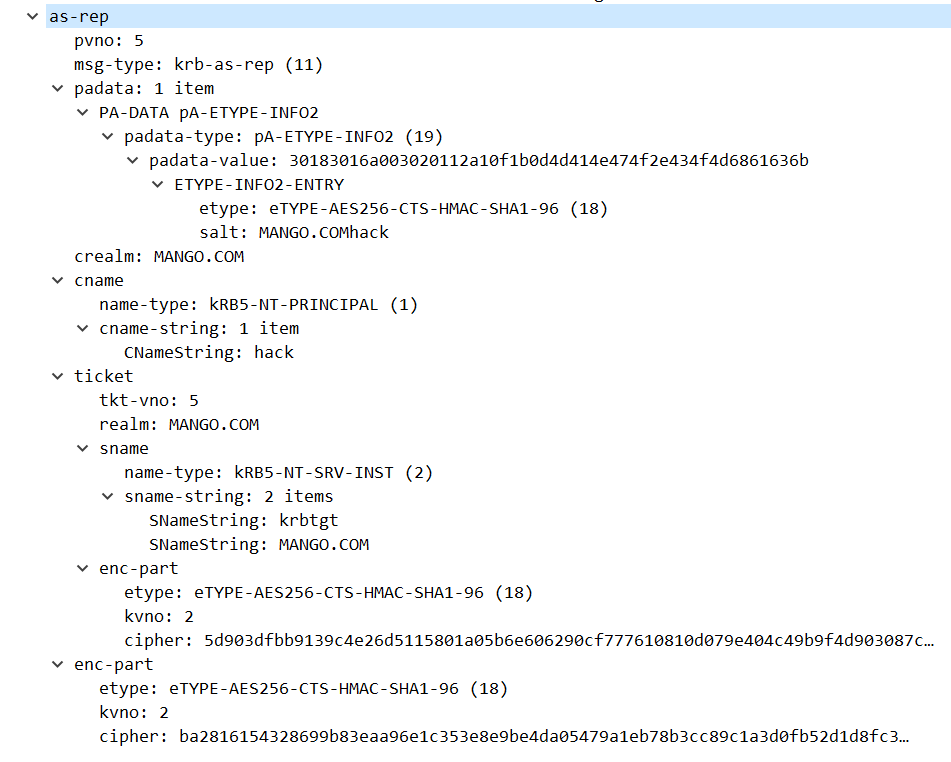 as-rep
pvno: 5
msg-type: krb-as-rep (11)
padata: 1 item
PA-DATA pA-ETYPE-INFO2
padata-type: pA-ETYPE-INFO2 (19)
padata-value: 30183016a003020112a10f1b0d4d414e474f2e434f4d6861636b
ETYPE-INFO2-ENTRY
etype: eTYPE-AES256-CTS-HMAC-SHA1-96 (18)
salt: MANGO.COMhack
crealm: MANGO.COM
cname
name-type: kRB5-NT-PRINCIPAL (1)
cname-string: 1 item
CNameString: hack
ticket
tkt-vno: 5
realm: MANGO.COM
sname
name-type: kRB5-NT-SRV-INST (2)
sname-string: 2 items
SNameString: krbtgt
SNameString: MANGO.COM
enc-part
etype: eTYPE-AES256-CTS-HMAC-SHA1-96 (18)
kvno: 2
cipher: 5d903dfbb9139c4e26d5115801a05b6e606290cf777610810d079e404c49b9f4d903087c…
enc-part
etype: eTYPE-AES256-CTS-HMAC-SHA1-96 (18)
kvno: 2
cipher: ba2816154328699b83eaa96e1c353e8e9be4da05479a1eb78b3cc89c1a3d0fb52d1d8fc3…